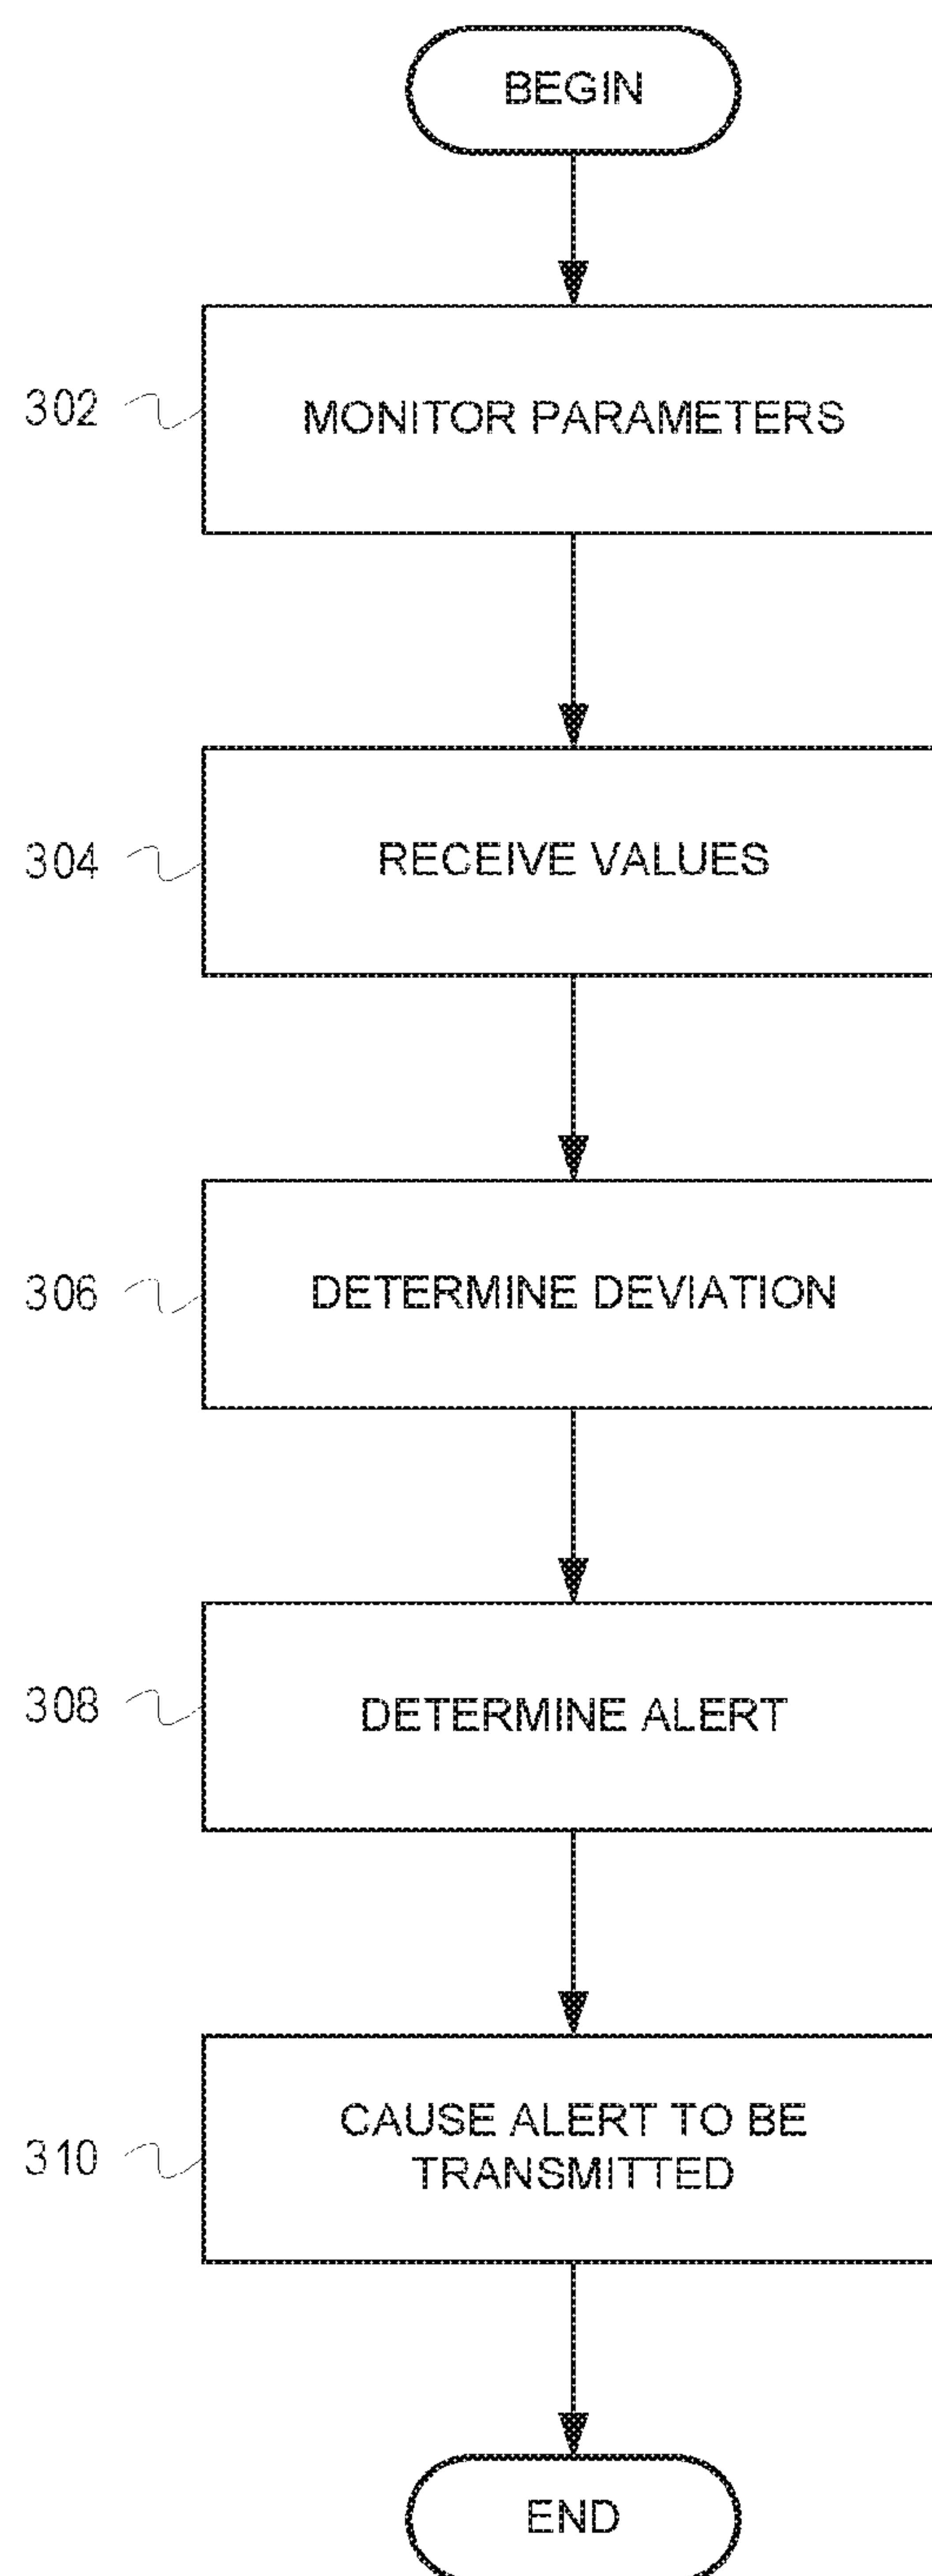 BEGIN
302
MONITOR PARAMETERS
304
RECEIVE VALUES
306
DETERMINE DEVIATION
308
DETERMINE ALERT
310
CAUSE ALERT TO BE
TRANSMITTED
END